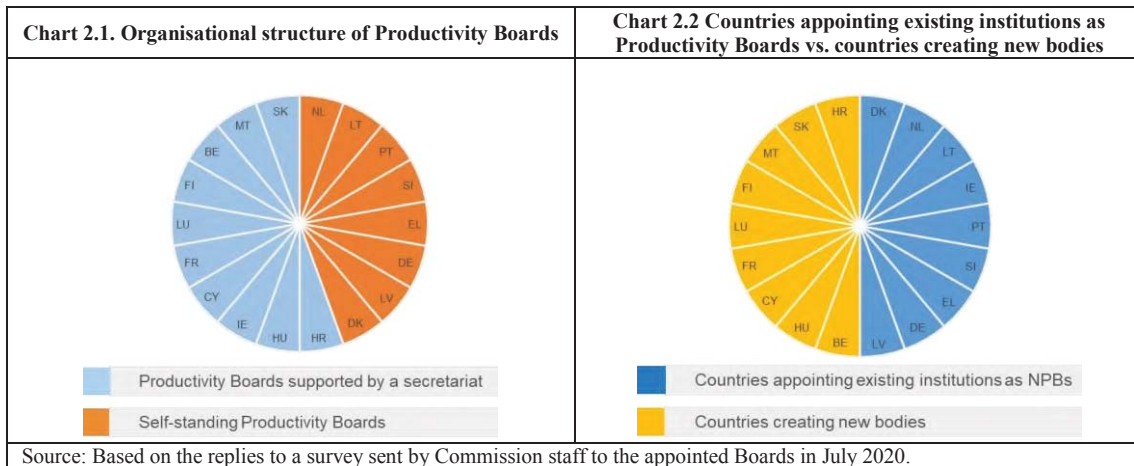 Chart 2.1. Organisational structure of Productivity Boards
SK
NL
LT
PT
SI
EL
DE
LV
DK
HR
HU
IE
CY
FR
LU
FI
BE
MT
Productivity Boards supported by a secretariat
Self-standing Productivity Boards
Chart 2.2 Countries appointing existing institutions as
Productivity Boards vs. countries creating new bodies
HR
DK
NL
LT
IE
PT
SI
EL
DE
LV
BE
HU
CY
FR
LU
FI
MT
SK
Countries appointing existing institutions as NPBs
Countries creating new bodies
Source: Based on the replies to a survey sent by Commission staff to the appointed Boards in July 2020.